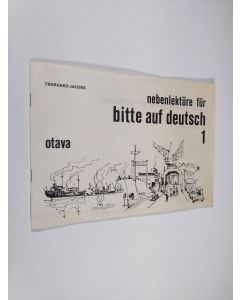 EBERHARD JACOBS
nebenlektüre für
bitte auf deutsch
1
otava